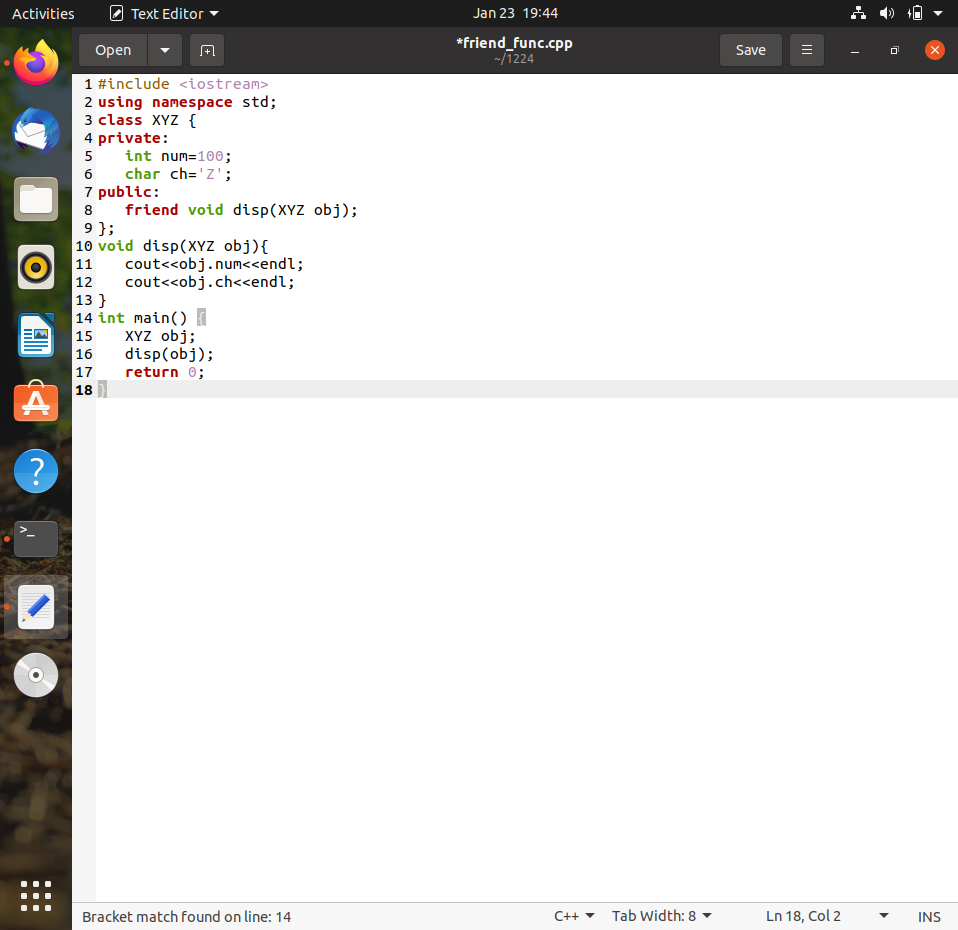 Activities Text Editor Jan 23 19:44
Open *friend_func.cpp Save
~/1224
1 #include <iostream>
2 using namespace std;
3 class XYZ {
4 private:
5    int num=100;
6    char ch='Z';
7 public:
8    friend void disp(XYZ obj);
9 };
10 void disp(XYZ obj){
11    cout<<obj.num<<endl;
12    cout<<obj.ch<<endl;
13 }
14 int main() {
15    XYZ obj;
16    disp(obj);
17    return 0;
18 }
Bracket match found on line: 14 C++ Tab Width: 8 Ln 18, Col 2 INS